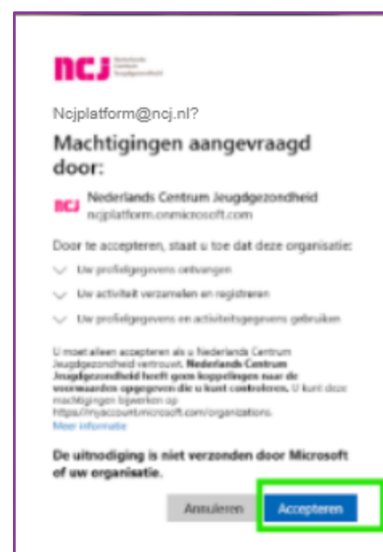 ncj Nederlands
Centrum
Jeugdgezondheid
Ncjplatform@ncj.nl?
Machtigingen aangevraagd
door:
ncj Nederlands Centrum Jeugdgezondheid
ncjplatform.onmicrosoft.com
Door te accepteren, staat u toe dat deze organisatie:
Uw profielgegevens ontvangen
Uw activiteit verzamelen en registreren
Uw profielgegevens en activiteitsgegevens gebruiken
U moet alleen accepteren als u Nederlands Centrum
Jeugdgezondheid vertrouwt. Nederlands Centrum
Jeugdgezondheid heeft geen koppelingen naar de
voorwaarden opgegeven die u kunt controleren. U kunt deze
machtigingen bijwerken op
https://myaccount.microsoft.com/organizations.
Meer informatie
De uitnodiging is niet verzonden door Microsoft
of uw organisatie.
Annuleren Accepteren